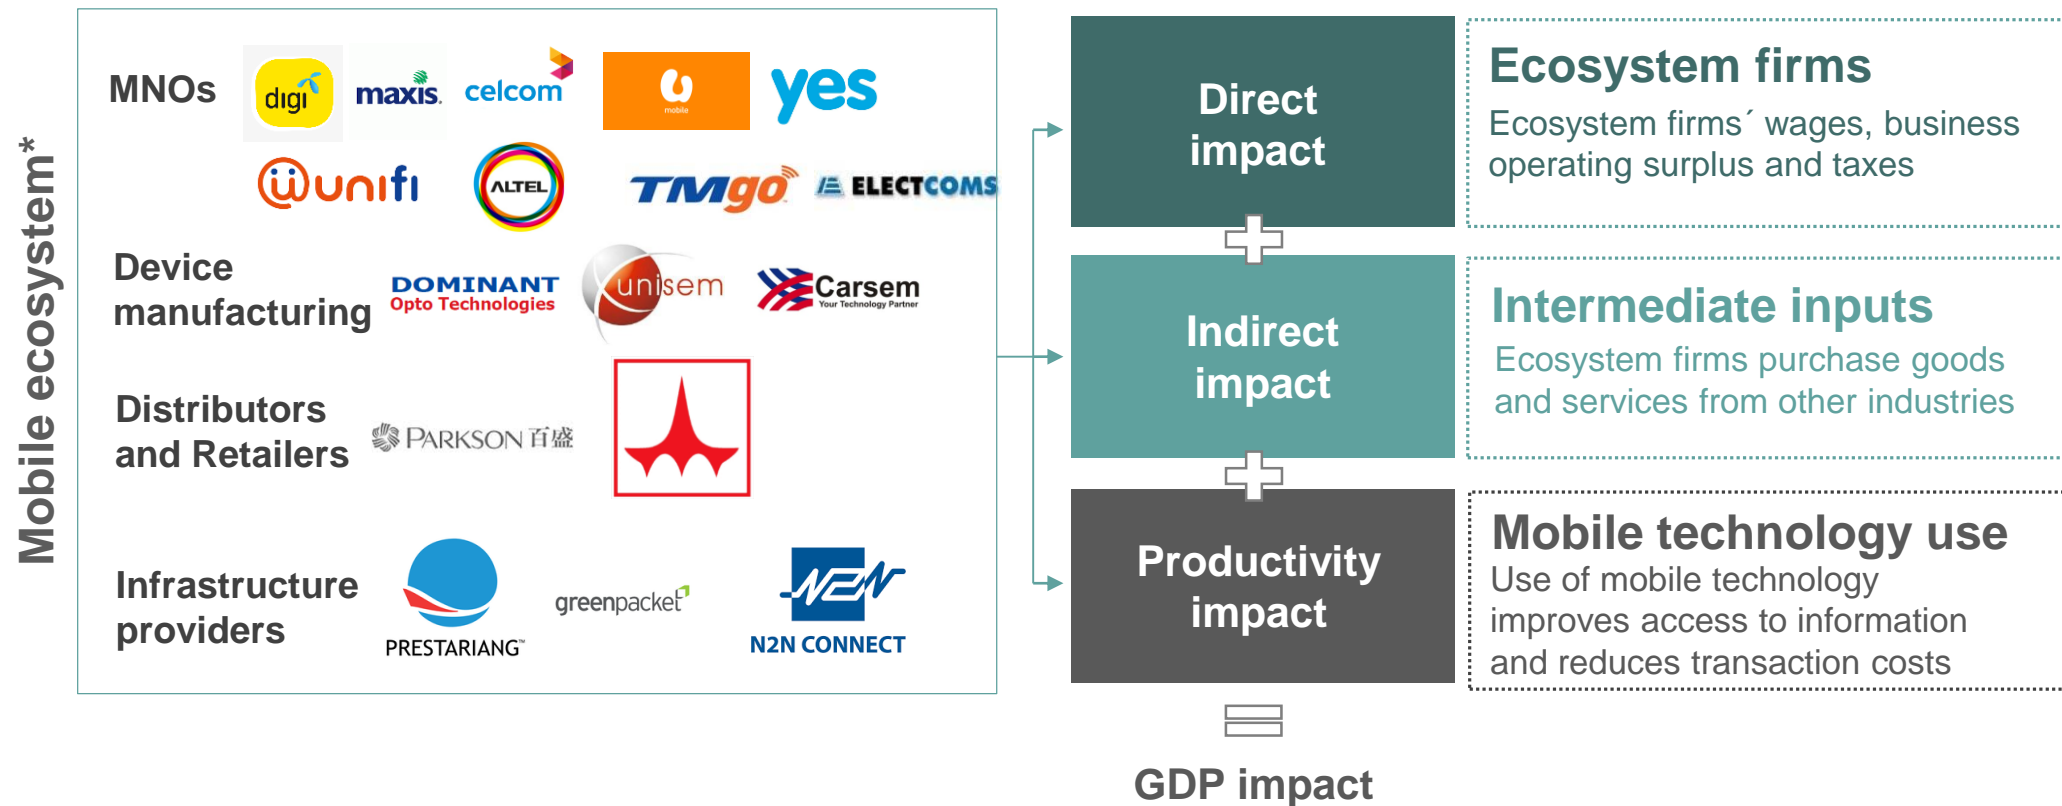 Mobile ecosystem*
MNOs
digi
maxis.
celcom
mobile
yes
unifi
ALTEL
TMgo
ELECTCOMS
Device
manufacturing
DOMINANT
Opto Technologies
unisem
Carsem
Your Technology Partner
Distributors
and Retailers
PARKSON 百盛
Infrastructure
providers
PRESTARIANG™
greenpacket
N2N
N2N CONNECT
Direct
impact
Ecosystem firms
Ecosystem firms´ wages, business
operating surplus and taxes
Indirect
impact
Intermediate inputs
Ecosystem firms purchase goods
and services from other industries
Productivity
impact
Mobile technology use
Use of mobile technology
improves access to information
and reduces transaction costs
GDP impact